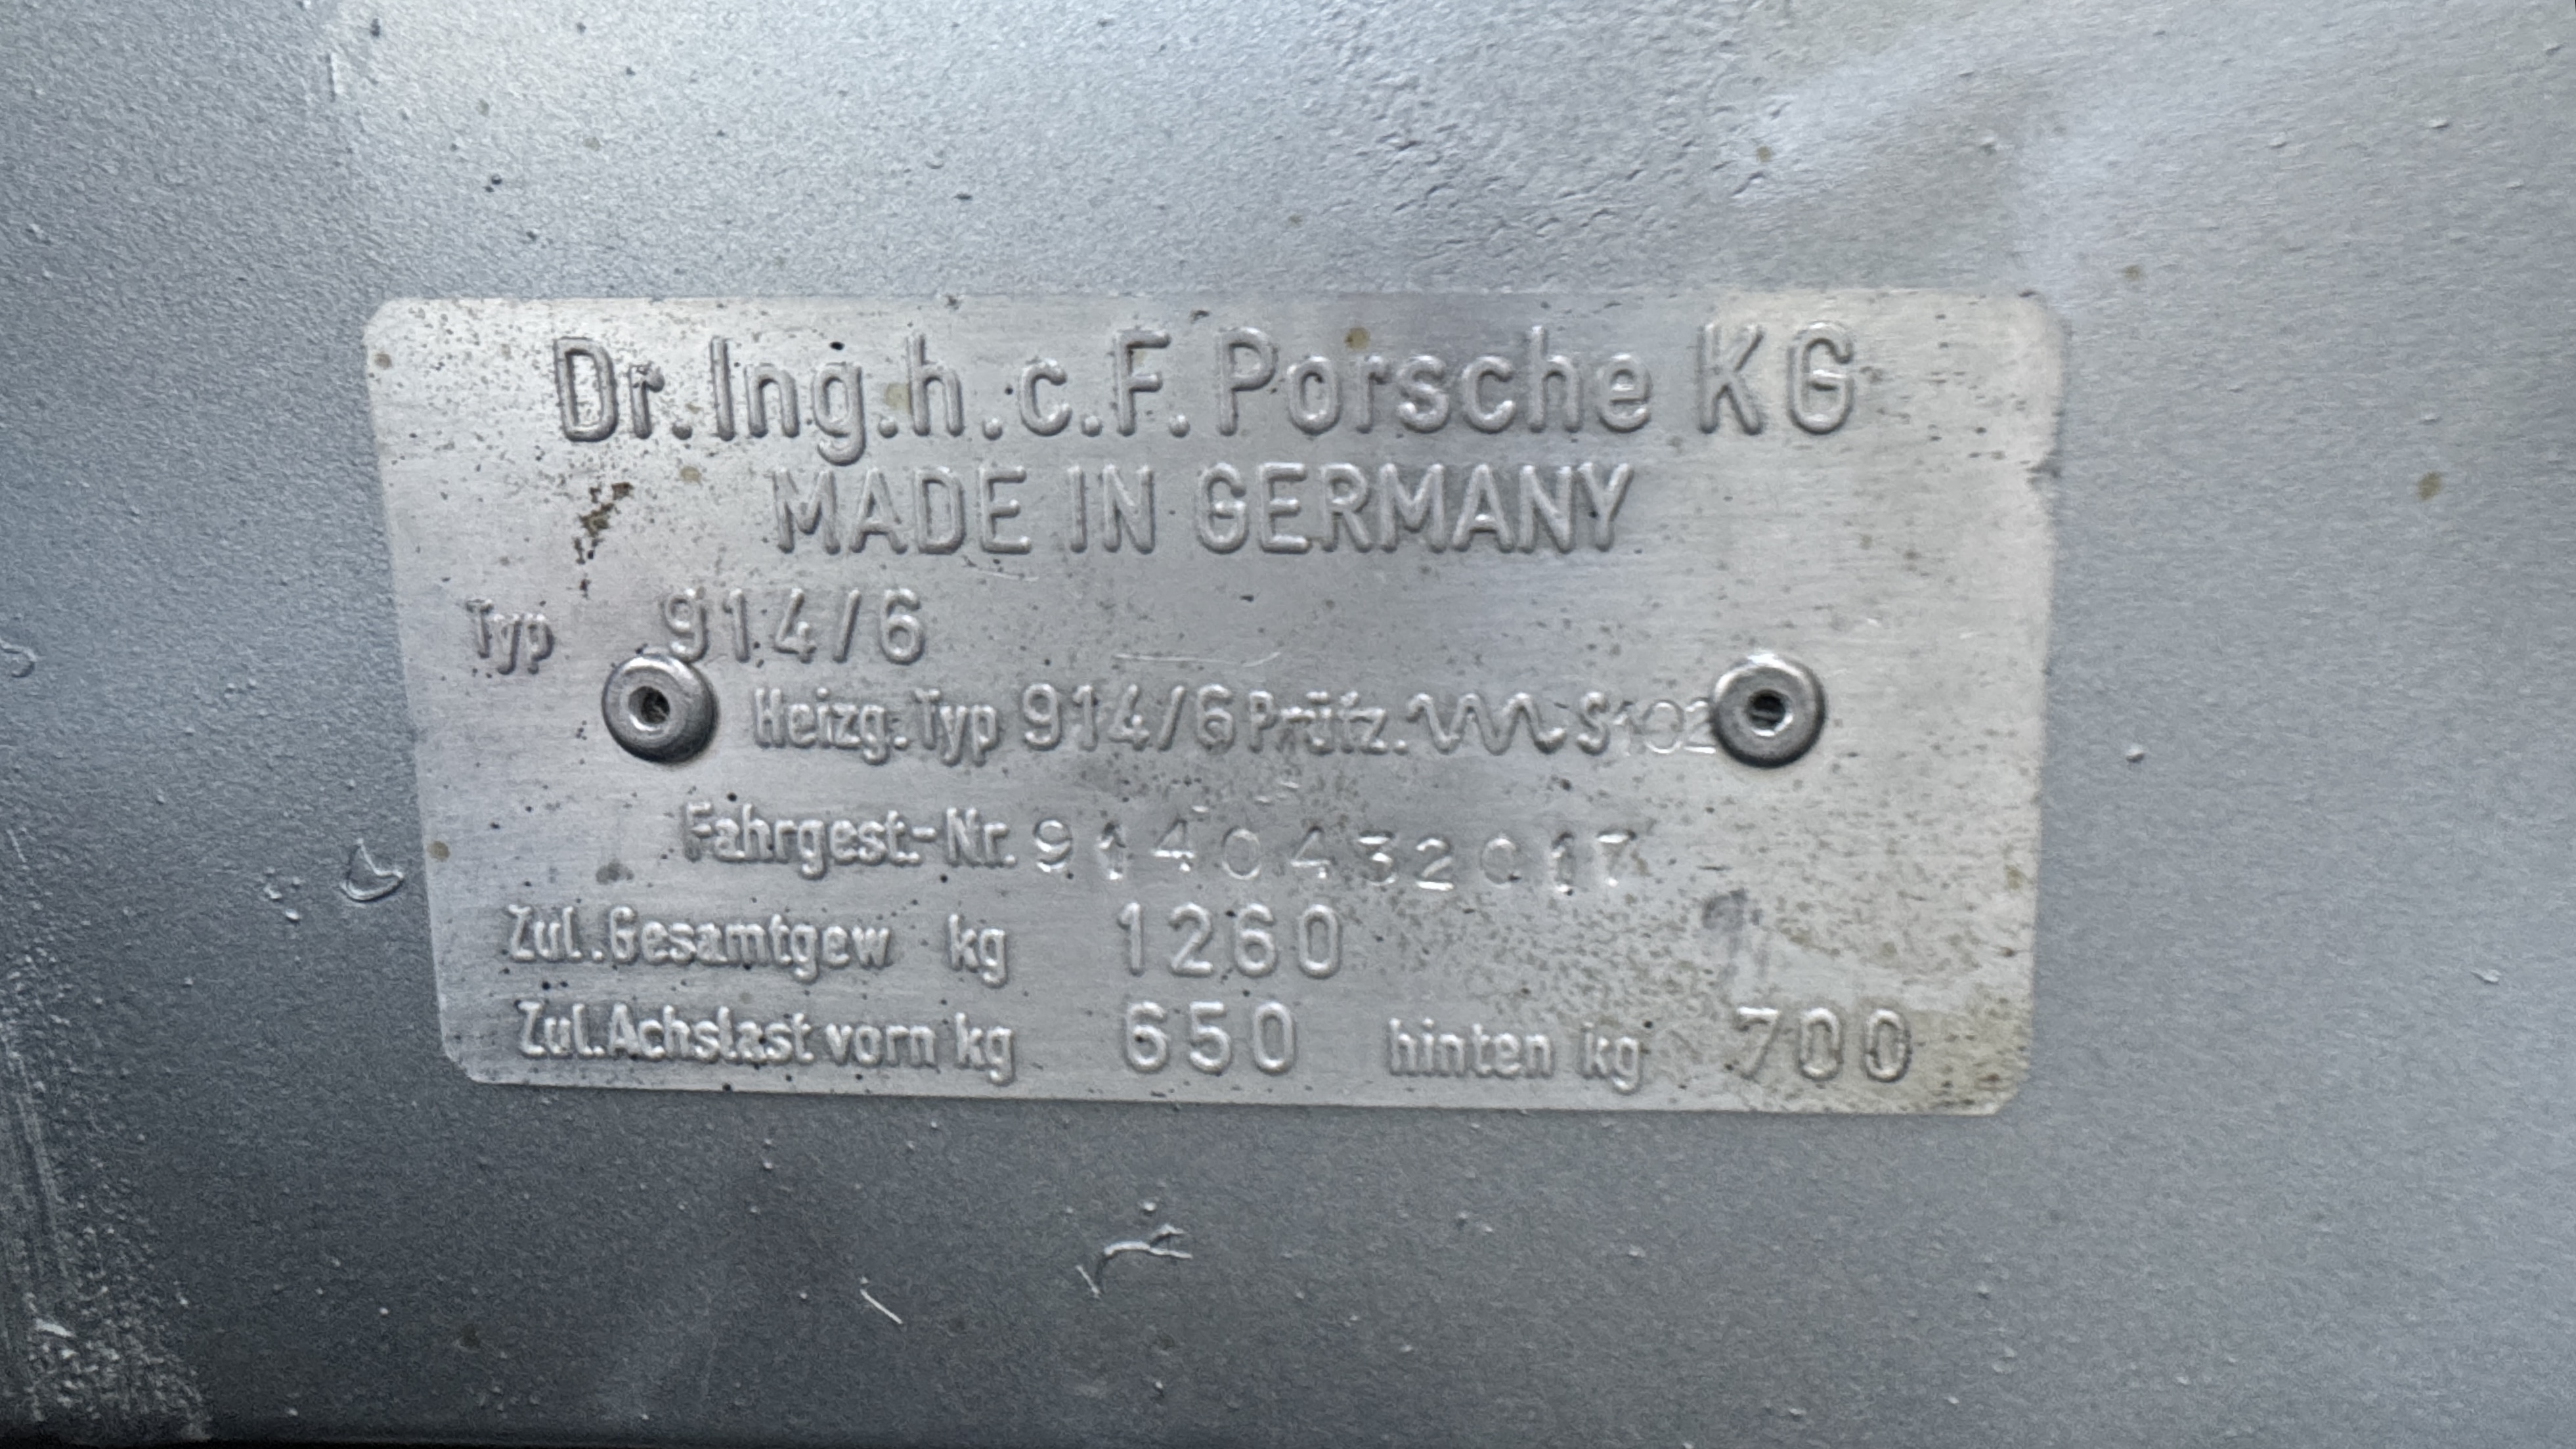 Dr.Ing.h.c.F.Porsche KG
MADE IN GERMANY
Typ 914/6
Heizg.Typ 914/6 Prüfz. S102
Fahrgest.-Nr. 9140432017
Zul.Gesamtgew kg 1260
Zul.Achslast vorn kg 650 hinten kg 700